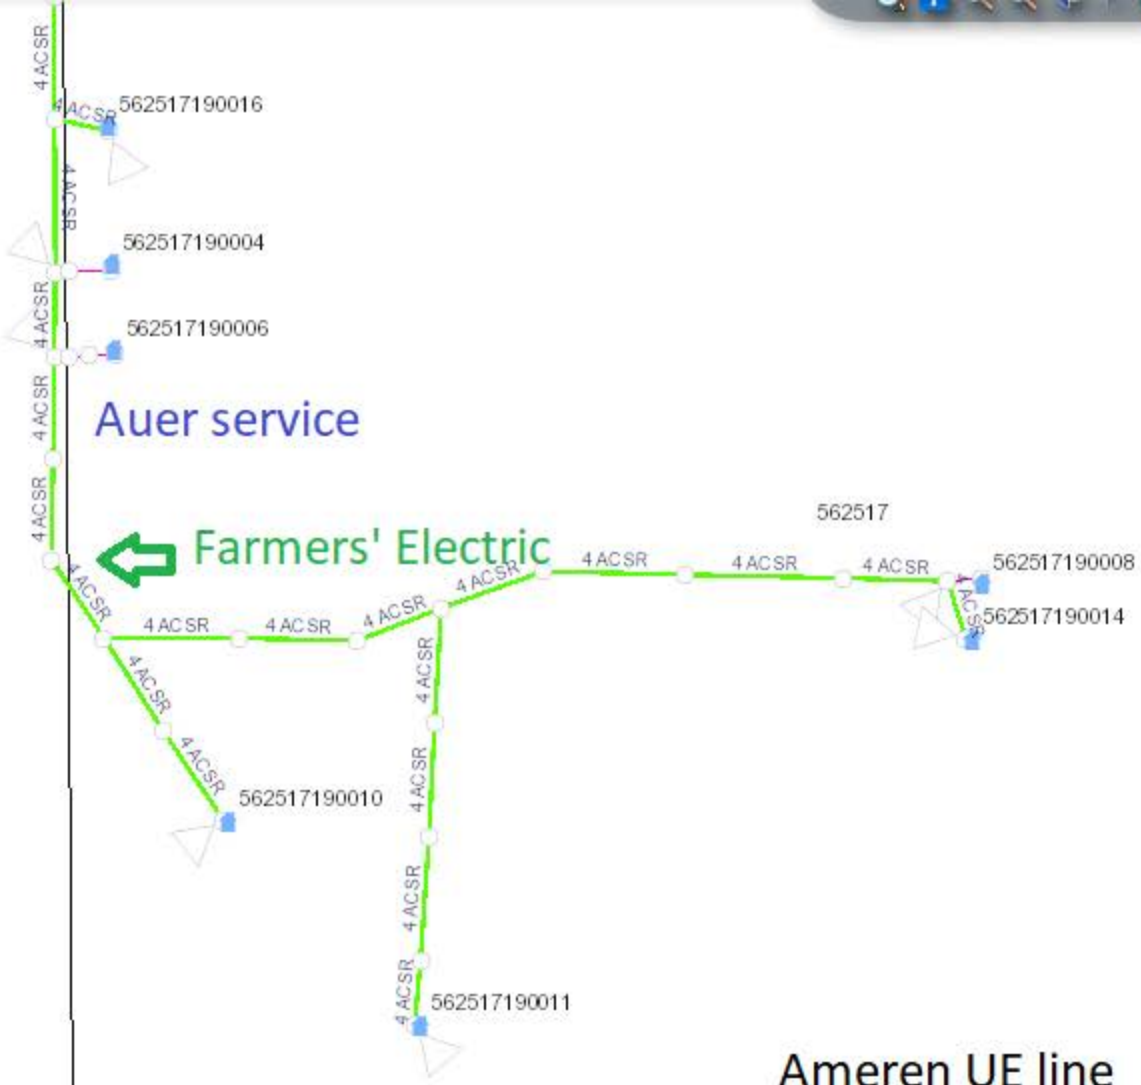 4 ACSR
4 ACSR
562517190016
4 ACSR
562517190004
4 ACSR
562517190006
4 ACSR
Auer service
4 ACSR
562517
Farmers' Electric
4 ACSR
4 ACSR
4 ACSR
4 ACSR
4 ACSR
562517190008
4 ACSR
4 ACSR
562517190014
4 ACSR
4 ACSR
4 ACSR
4 ACSR
4 ACSR
4 ACSR
4 ACSR
562517190010
4 ACSR
4 ACSR
562517190011
Ameren UE line